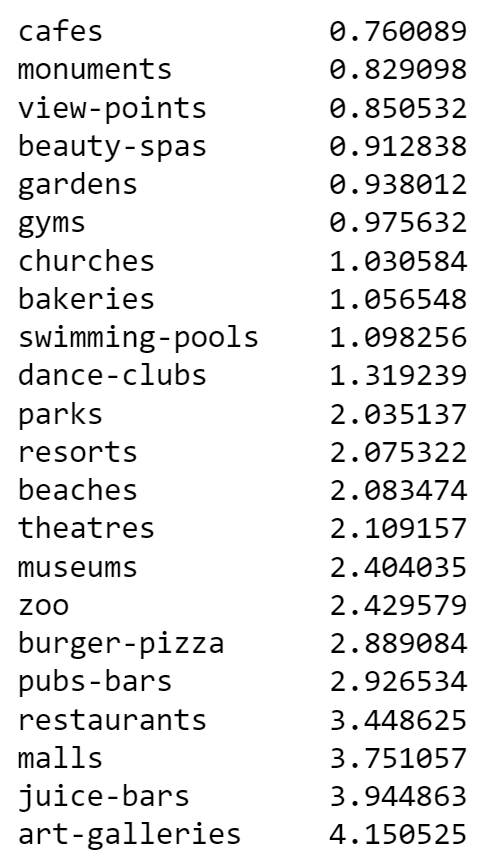 cafes 0.760089
monuments 0.829098
view-points 0.850532
beauty-spas 0.912838
gardens 0.938012
gyms 0.975632
churches 1.030584
bakeries 1.056548
swimming-pools 1.098256
dance-clubs 1.319239
parks 2.035137
resorts 2.075322
beaches 2.083474
theatres 2.109157
museums 2.404035
zoo 2.429579
burger-pizza 2.889084
pubs-bars 2.926534
restaurants 3.448625
malls 3.751057
juice-bars 3.944863
art-galleries 4.150525